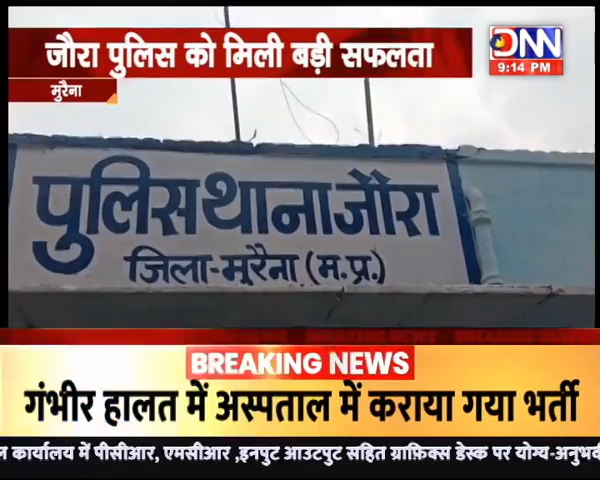 जौरा पुलिस को मिली बड़ी सफलता
DNN
9:14 PM
मुरैना
पुलिस थाना जौरा
जिला-मुरैना (म.प्र.)
BREAKING NEWS
गंभीर हालत में अस्पताल में कराया गया भर्ती
कार्यालय में पीसीआर, एमसीआर ,इनपुट आउटपुट सहित ग्राफ़िक्स डेस्क पर योग्य-अनुभव